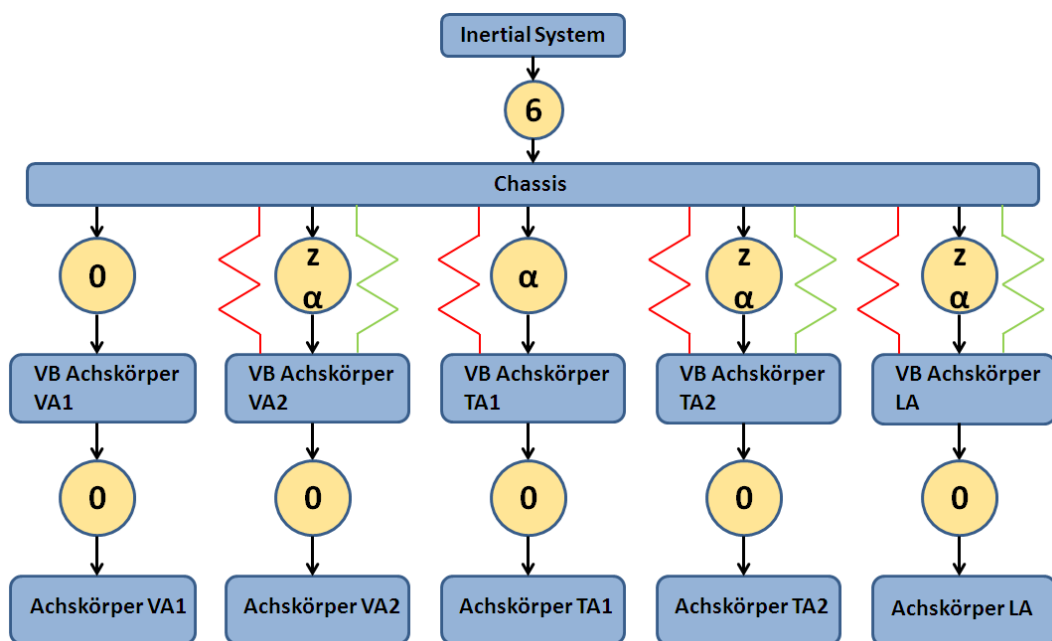 Inertial System
6
Chassis
0
z
α
α
z
α
z
α
VB Achskörper
VA1
VB Achskörper
VA2
VB Achskörper
TA1
VB Achskörper
TA2
VB Achskörper
LA
0
0
0
0
0
Achskörper VA1
Achskörper VA2
Achskörper TA1
Achskörper TA2
Achskörper LA